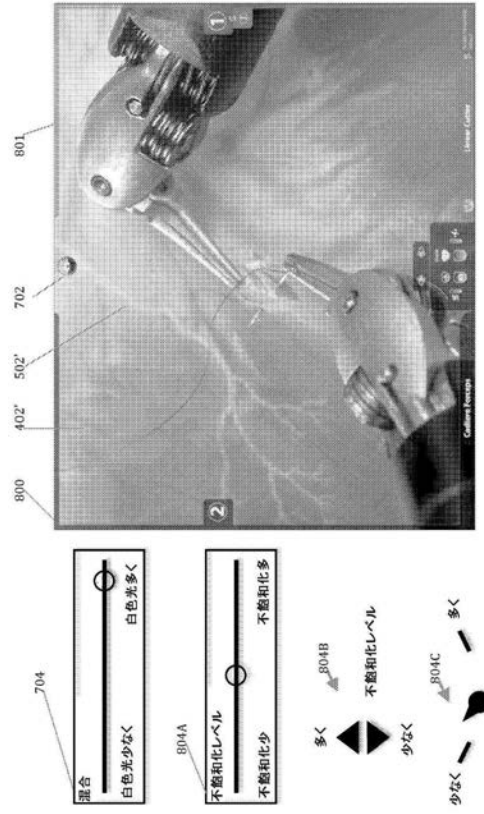 800
402'
502'
702
801
704
混合
白色光少なく
白色光多く
804A
不飽和化レベル
不飽和化少
不飽和化多
804B
多く
少なく
不飽和化レベル
804C
少なく
多く
2
1
Cadiere Forceps
Linear Cutter